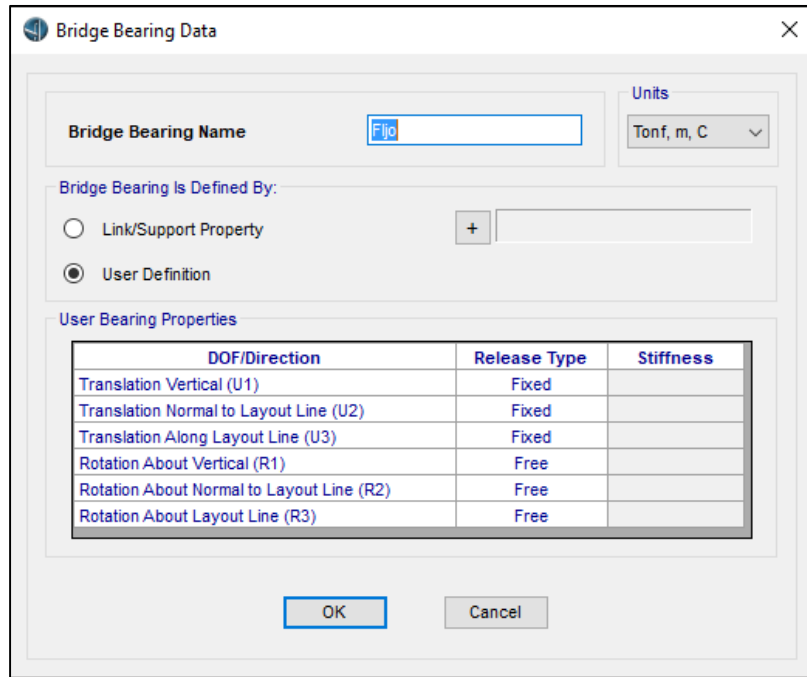 Bridge Bearing Data
Units
Bridge Bearing Name FIjo Tonf, m, C
Bridge Bearing Is Defined By:
Link/Support Property +
User Definition
User Bearing Properties
DOF/Direction Release Type Stiffness
Translation Vertical (U1) Fixed
Translation Normal to Layout Line (U2) Fixed
Translation Along Layout Line (U3) Fixed
Rotation About Vertical (R1) Free
Rotation About Normal to Layout Line (R2) Free
Rotation About Layout Line (R3) Free
OK Cancel